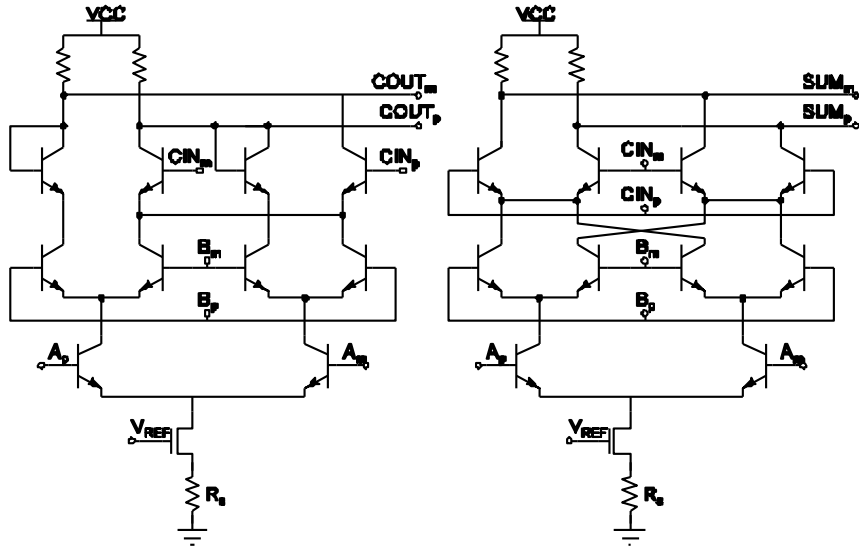 VCC
COUTm
COUTp
CINm
CINp
Bm
Bp
Ap
Am
VREF
Rs
VCC
SUMm
SUMp
CINm
CINp
Bm
Bp
Ap
Am
VREF
Rs